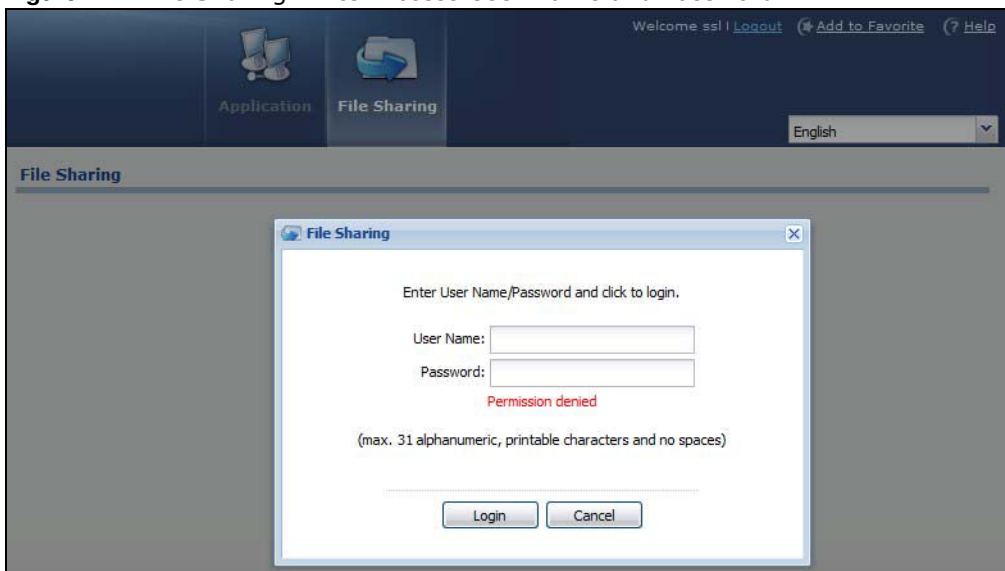 Welcome ssl | Logout Add to Favorite ? Help
Application File Sharing
English
File Sharing
File Sharing
Enter User Name/Password and click to login.
User Name:
Password:
Permission denied
(max. 31 alphanumeric, printable characters and no spaces)
Login Cancel